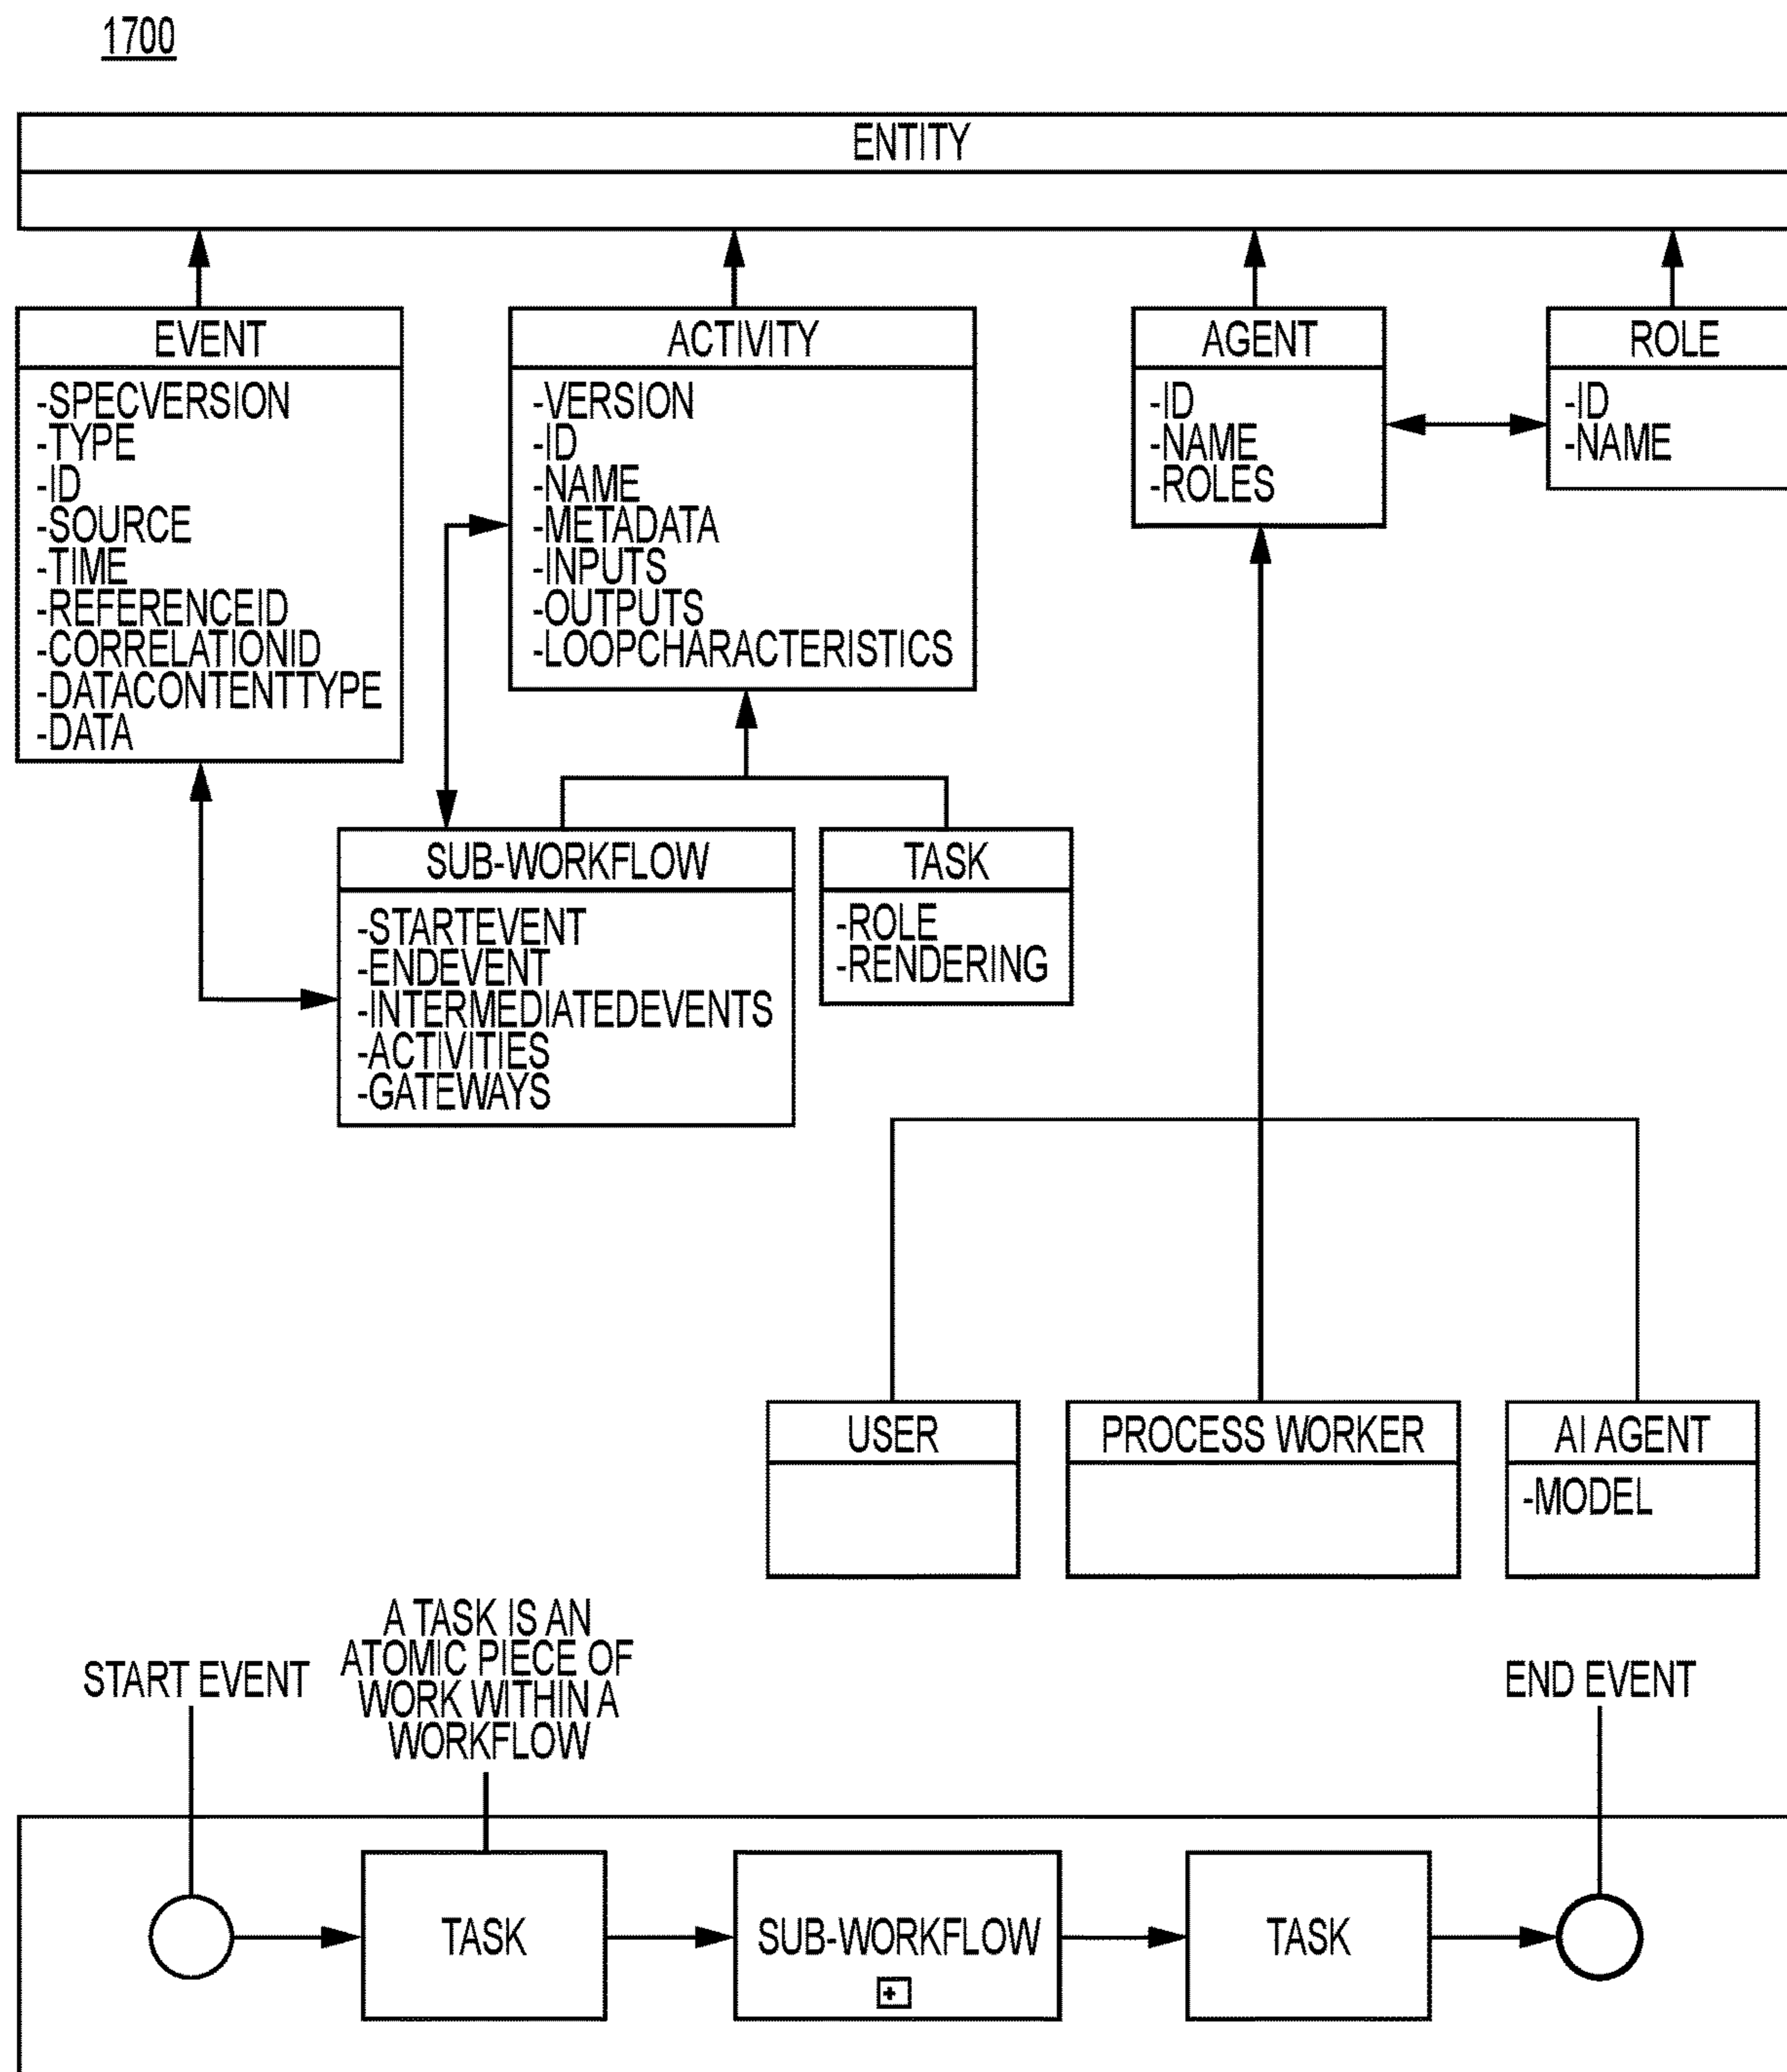 1700
ENTITY
EVENT
-SPECVERSION
-TYPE
-ID
-SOURCE
-TIME
-REFERENCEID
-CORRELATIONID
-DATACONTENTTYPE
-DATA
ACTIVITY
-VERSION
-ID
-NAME
-METADATA
-INPUTS
-OUTPUTS
-LOOPCHARACTERISTICS
AGENT
-ID
-NAME
-ROLES
ROLE
-ID
-NAME
SUB-WORKFLOW
-STARTEVENT
-ENDEVENT
-INTERMEDIATEDEVENTS
-ACTIVITIES
-GATEWAYS
TASK
-ROLE
-RENDERING
USER
PROCESS WORKER
AI AGENT
-MODEL
START EVENT
A TASK IS AN
ATOMIC PIECE OF
WORK WITHIN A
WORKFLOW
END EVENT
TASK
SUB-WORKFLOW
+
TASK